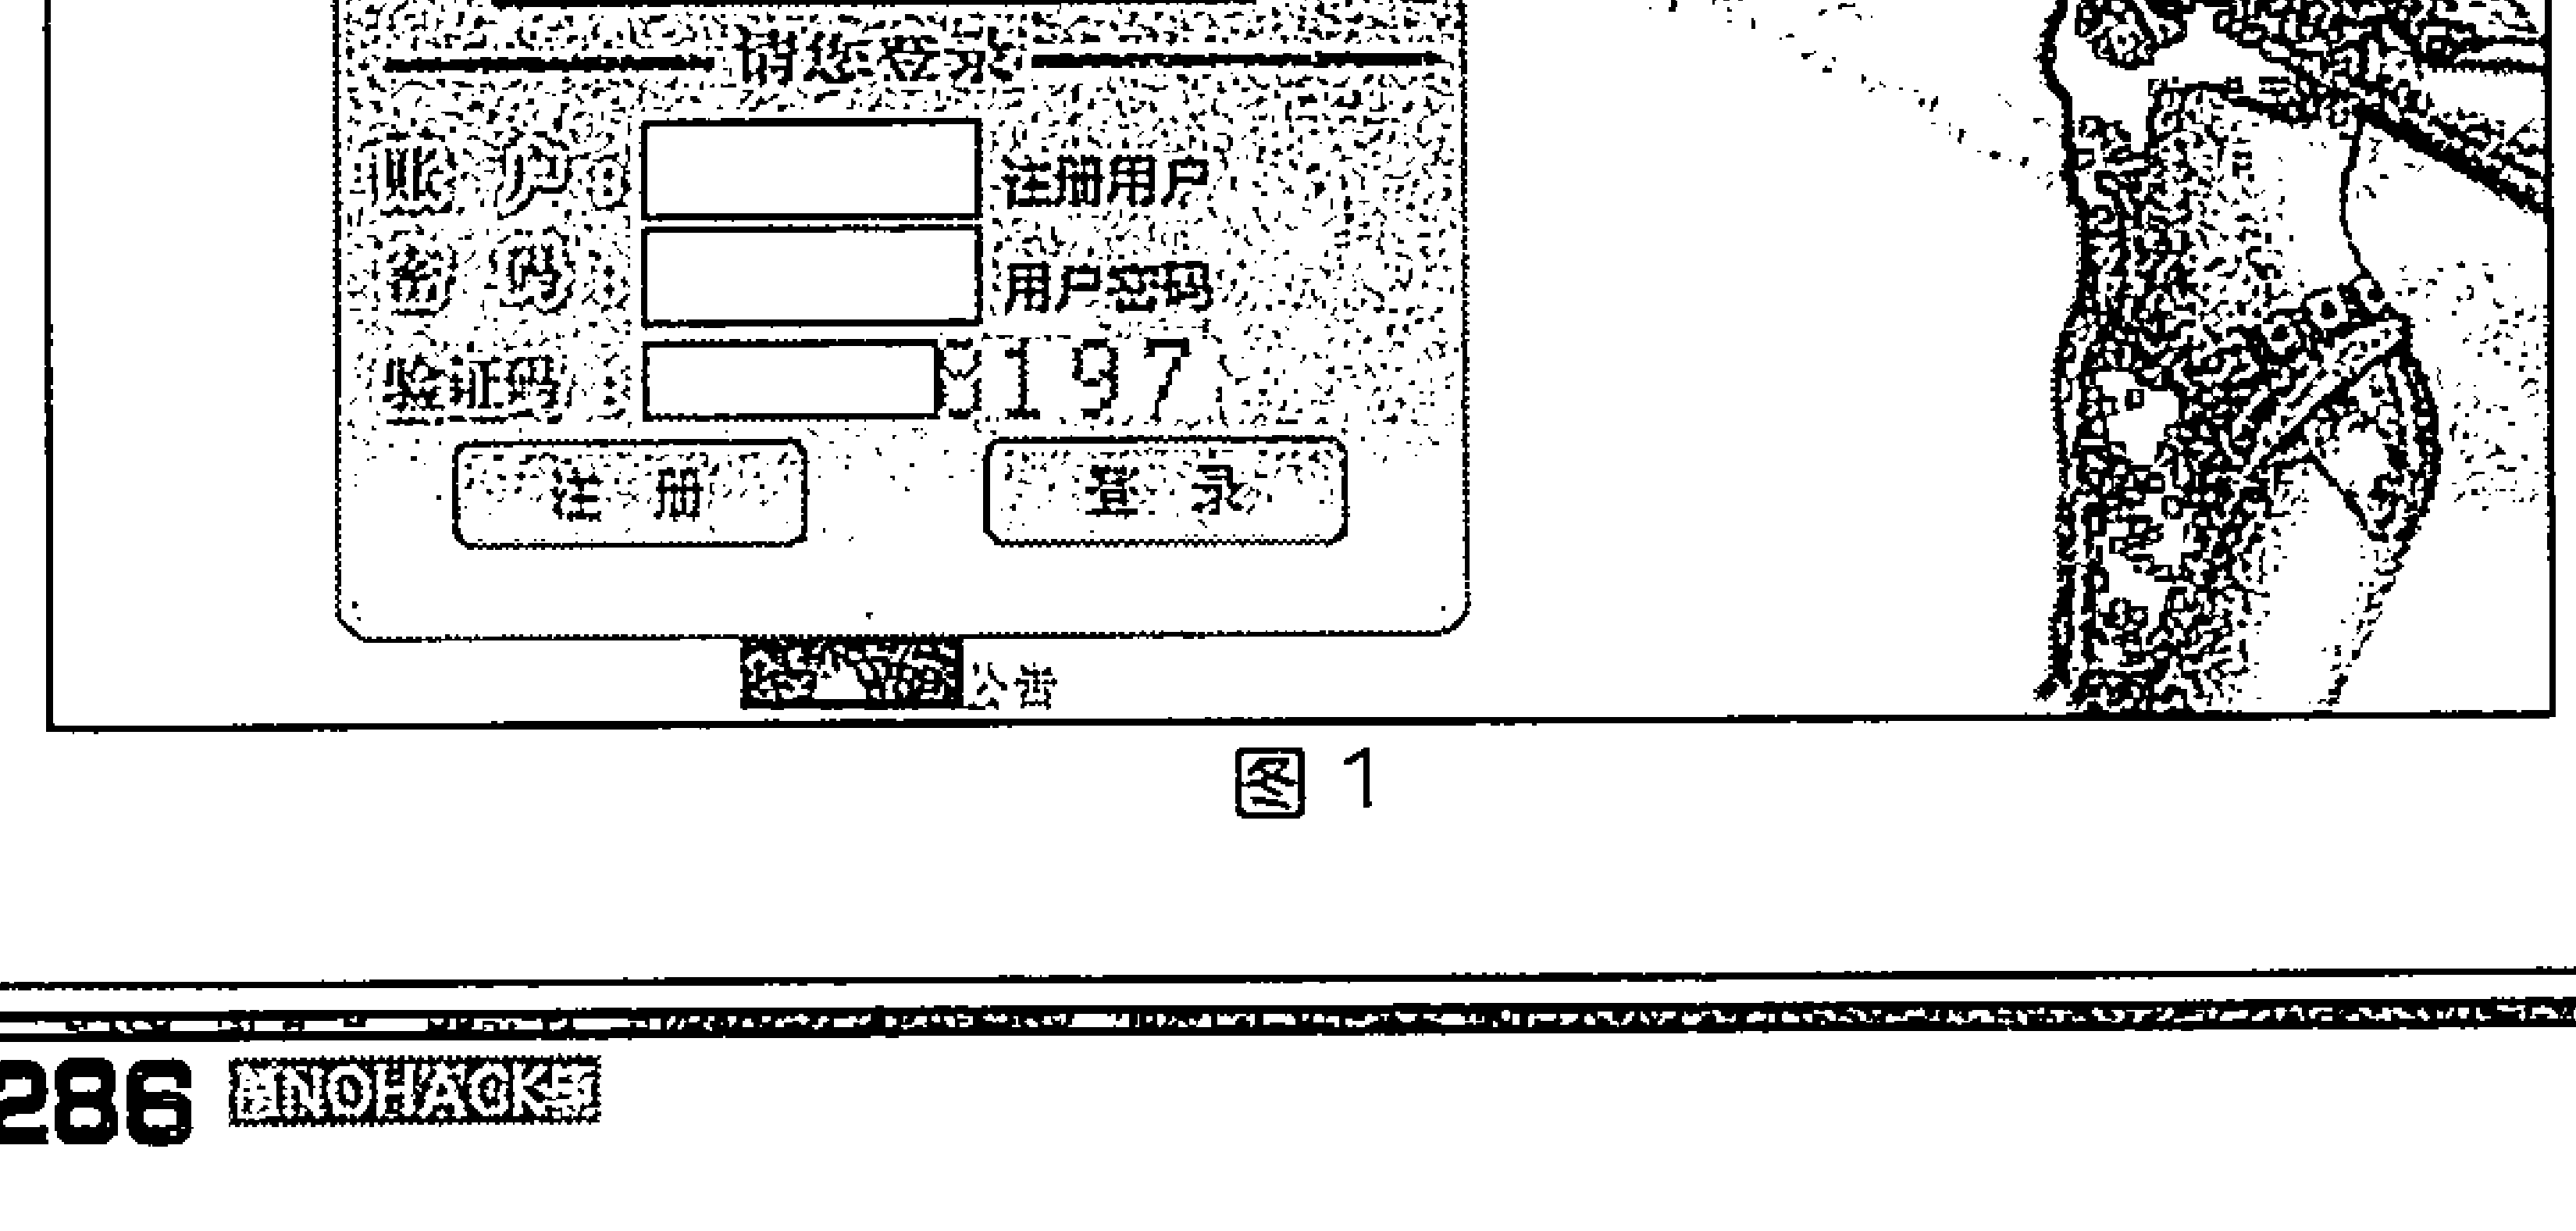 请您登录
账 户: 注册用户
密 码: 用户密码
验证码: 197
注 册 登 录
公告
图 1
286 NOHACK